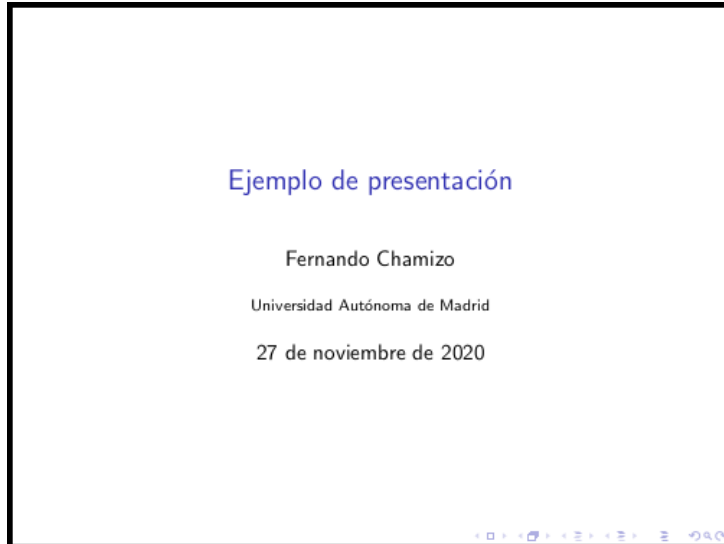 Ejemplo de presentación
Fernando Chamizo
Universidad Autónoma de Madrid
27 de noviembre de 2020